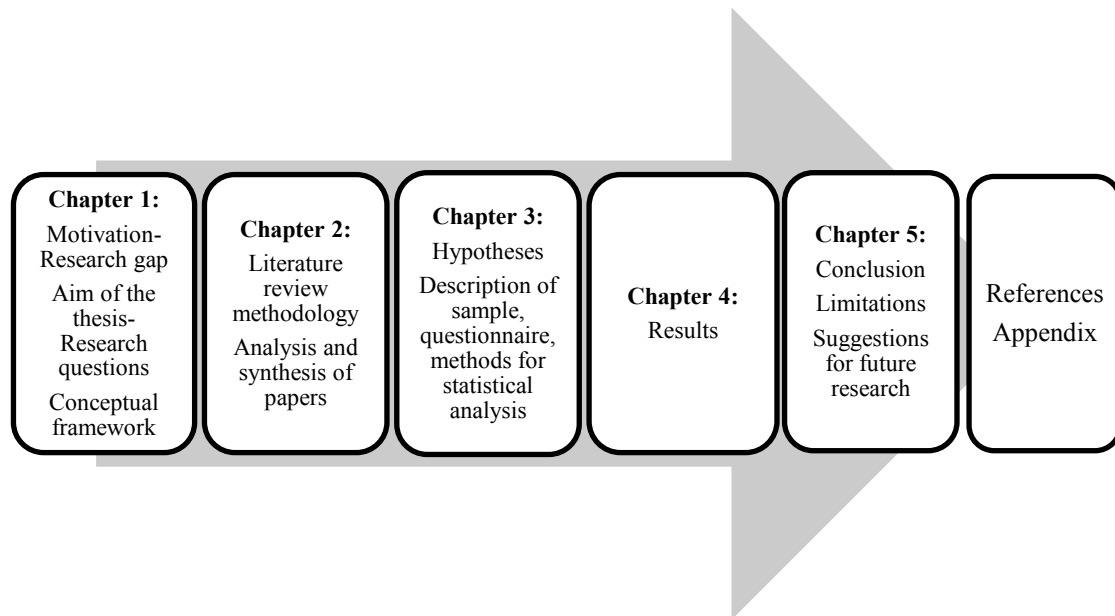 Chapter 1:
Motivation-
Research gap
Aim of the
thesis-
Research
questions
Conceptual
framework
Chapter 2:
Literature
review
methodology
Analysis and
synthesis of
papers
Chapter 3:
Hypotheses
Description of
sample,
questionnaire,
methods for
statistical
analysis
Chapter 4:
Results
Chapter 5:
Conclusion
Limitations
Suggestions
for future
research
References
Appendix